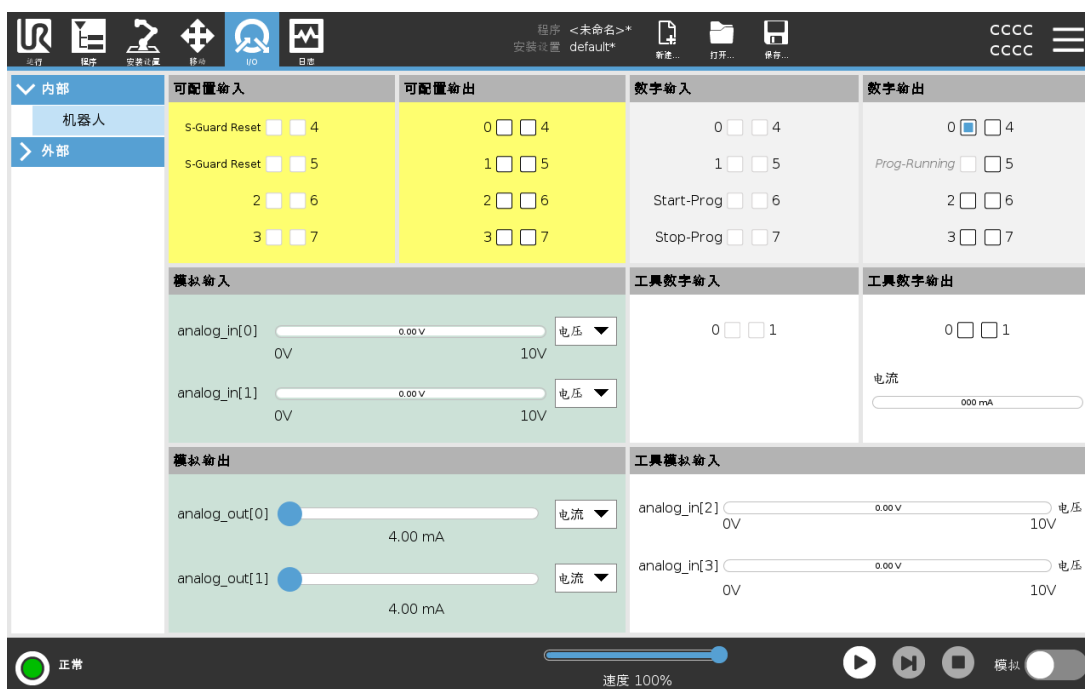 程序 <未命名>*
安装设置 default*
CCCC
CCCC
运行 程序 安装设置 移动 I/O 日志 新建... 打开... 保存...
内部
机器人
外部
可配置输入
S-Guard Reset 4
S-Guard Reset 5
2 6
3 7
可配置输出
0 4
1 5
2 6
3 7
数字输入
0 4
1 5
Start-Prog 6
Stop-Prog 7
数字输出
0 4
Prog-Running 5
2 6
3 7
模拟输入
analog_in[0] 0.00 V 电压
0V 10V
analog_in[1] 0.00 V 电压
0V 10V
工具数字输入
0 1
工具数字输出
0 1
电流
000 mA
模拟输出
analog_out[0] 电流
4.00 mA
analog_out[1] 电流
4.00 mA
工具模拟输入
analog_in[2] 0.00 V 电压
0V 10V
analog_in[3] 0.00 V 电压
0V 10V
正常
速度 100%
模拟